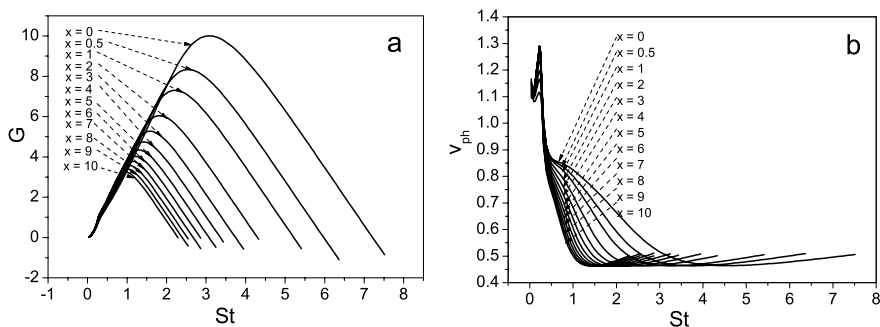 a
G
10
8
6
4
2
0
-2
-1
0
1
2
3
4
5
6
7
8
St
x = 0
x = 0.5
x = 1
x = 2
x = 3
x = 4
x = 5
x = 6
x = 7
x = 8
x = 9
x = 10
b
v_ph
1.4
1.3
1.2
1.1
1.0
0.9
0.8
0.7
0.6
0.5
0.4
0
1
2
3
4
5
6
7
8
St
x = 0
x = 0.5
x = 1
x = 2
x = 3
x = 4
x = 5
x = 6
x = 7
x = 8
x = 9
x = 10